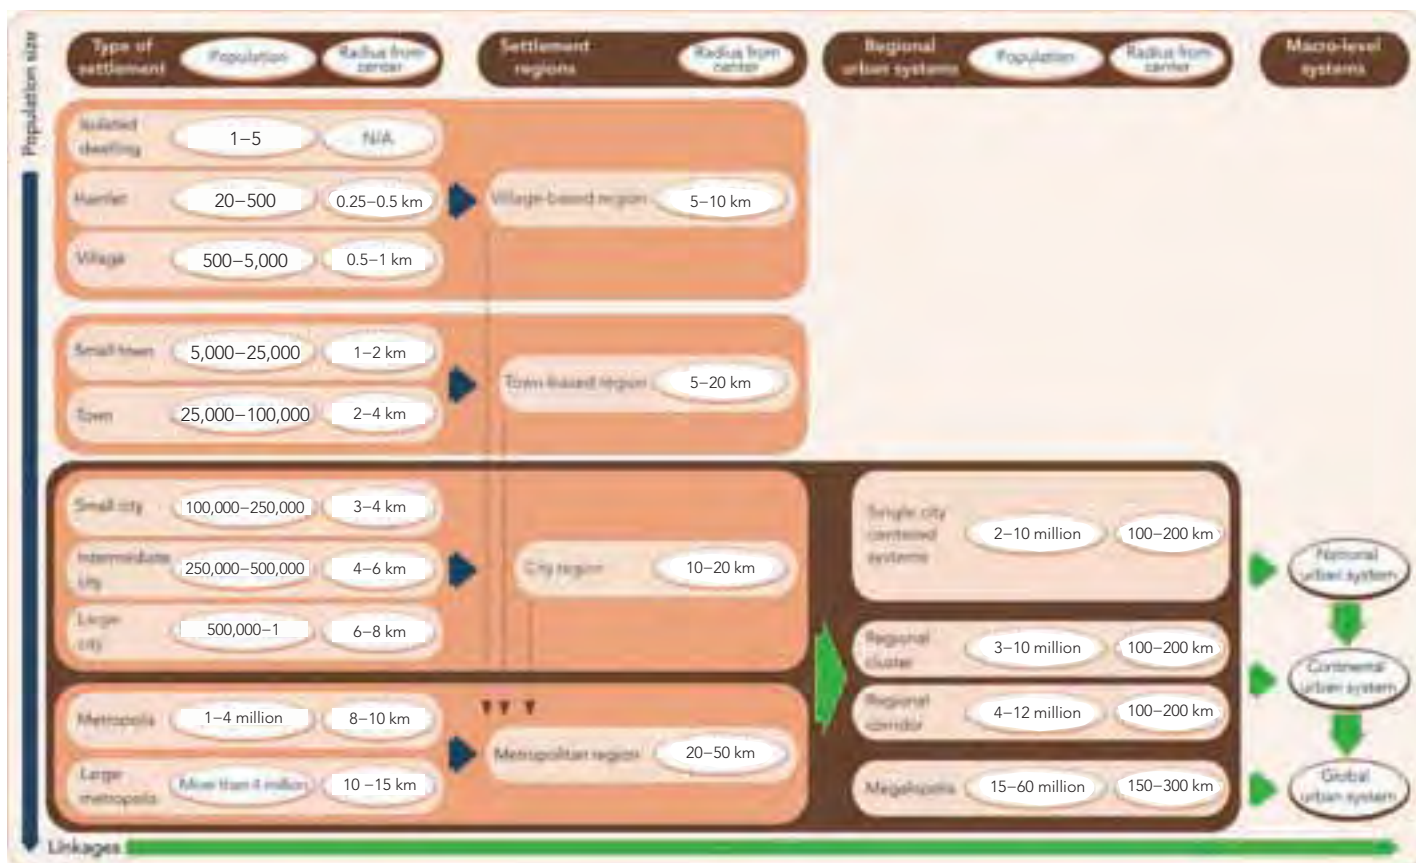 Population size
Type of
settlement
Population
Radius from
center
Settlement
regions
Radius from
center
Regional
urban systems
Population
Radius from
center
Macro-level
systems
Isolated
dwelling
1–5
N/A
Hamlet
20–500
0.25–0.5 km
Village-based region
5–10 km
Village
500–5,000
0.5–1 km
Small town
5,000–25,000
1–2 km
Town-based region
5–20 km
Town
25,000–100,000
2–4 km
Small city
100,000–250,000
3–4 km
Intermediate
city
250,000–500,000
4–6 km
City region
10–20 km
Large
city
500,000–1
6–8 km
Single city
centered
systems
2–10 million
100–200 km
National
urban system
Regional
cluster
3–10 million
100–200 km
Continental
urban system
Metropolis
1–4 million
8–10 km
Metropolitan region
20–50 km
Regional
corridor
4–12 million
100–200 km
Large
metropolis
More than 4 million
10 –15 km
Megalopolis
15–60 million
150–300 km
Global
urban system
Linkages